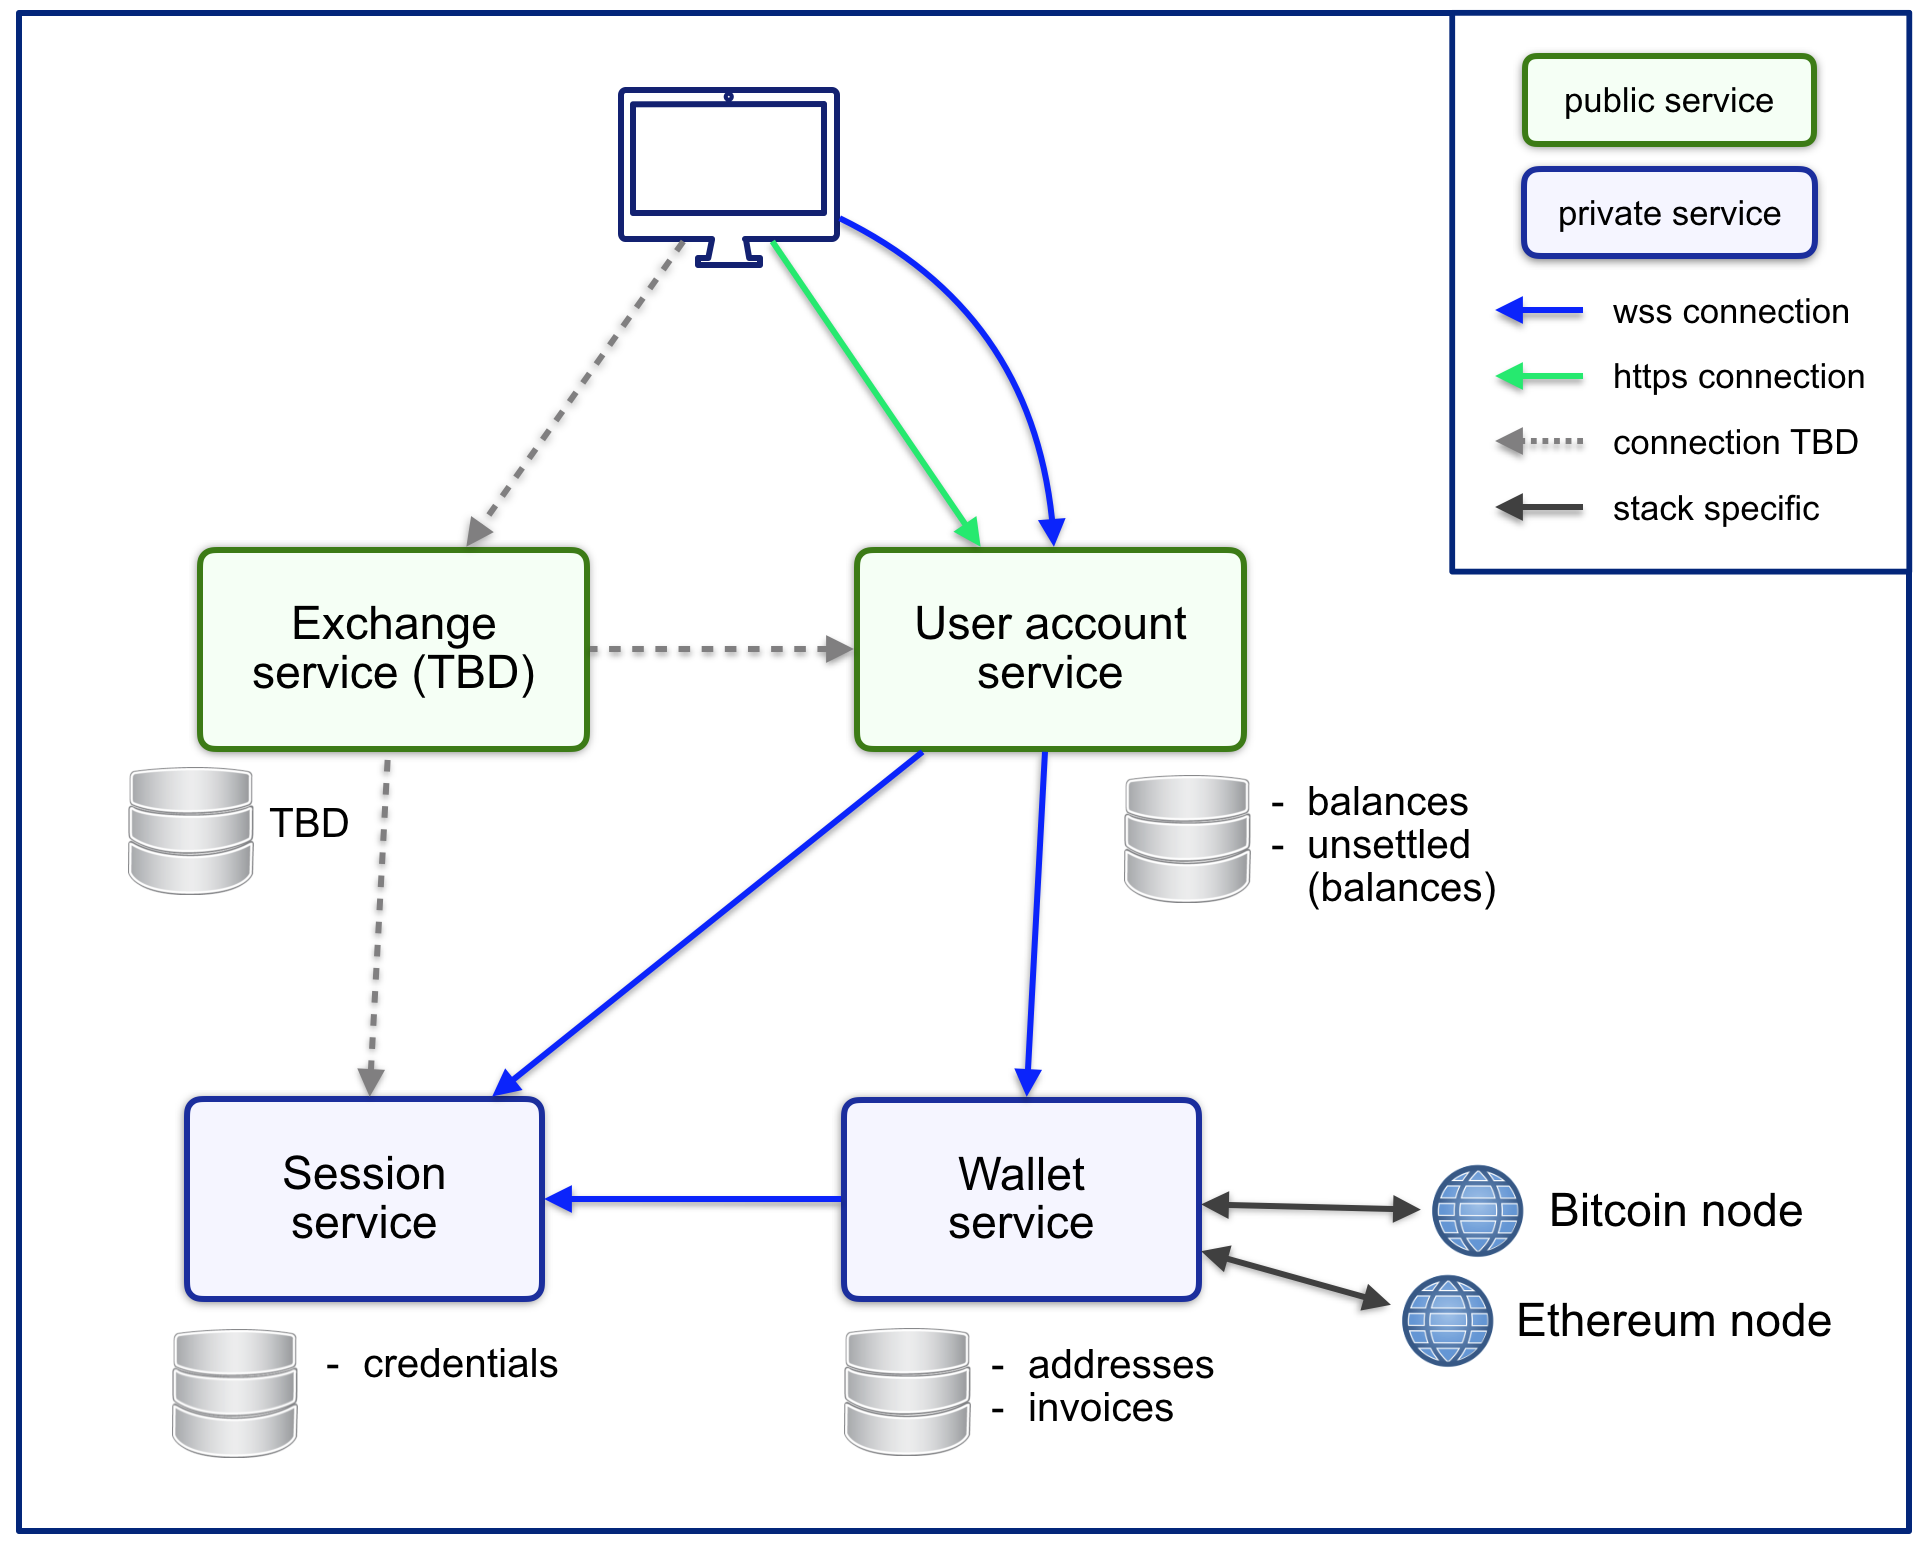 public service
private service
wss connection
https connection
connection TBD
stack specific
Exchange
service (TBD)
User account
service
TBD
- balances
- unsettled
(balances)
Session
service
Wallet
service
Bitcoin node
Ethereum node
- credentials
- addresses
- invoices